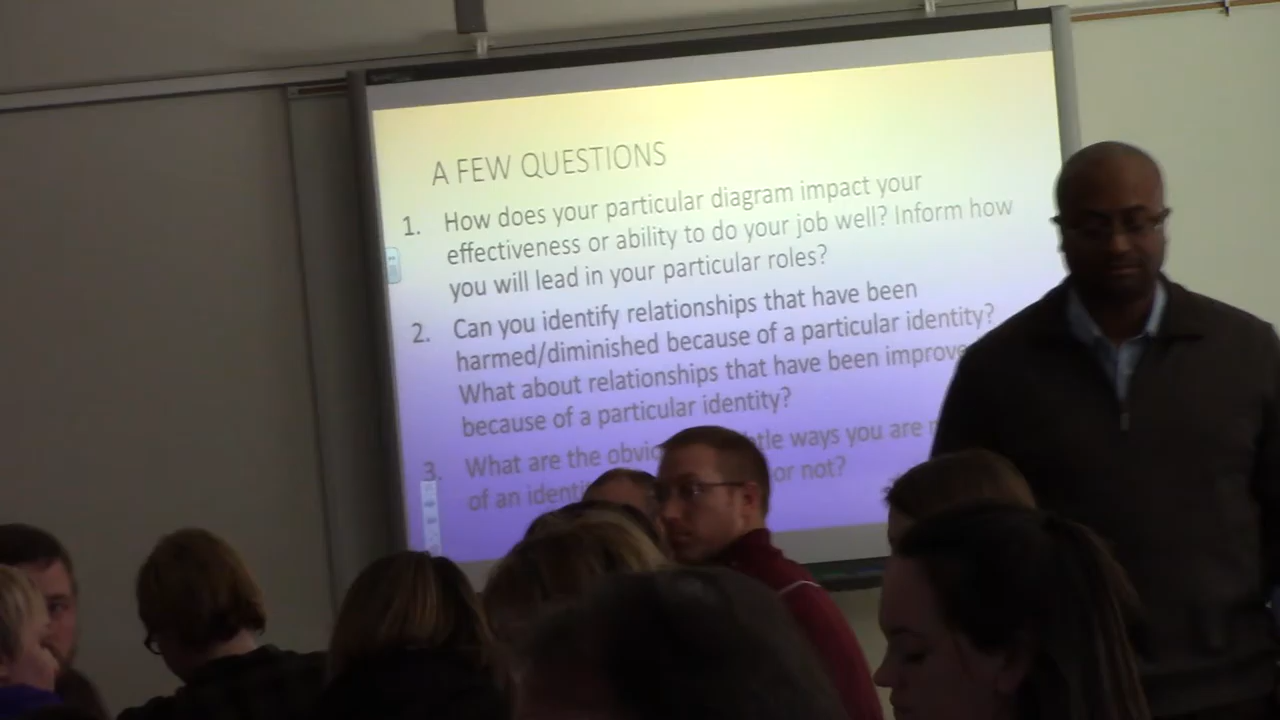 A FEW QUESTIONS
1. How does your particular diagram impact your
effectiveness or ability to do your job well? Inform how
you will lead in your particular roles?
2. Can you identify relationships that have been
harmed/diminished because of a particular identity?
What about relationships that have been improve
because of a particular identity?
3. What are the ways you are
of an or not?